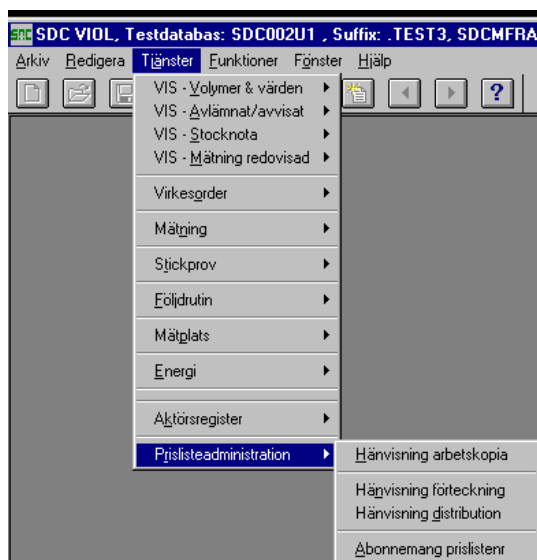 SDC SDC VIOL, Testdatabas: SDC002U1 , Suffix: .TEST3, SDCMFRA
Arkiv Redigera Tjänster Funktioner Fönster Hjälp
?
VIS - Volymer & värden
VIS - Avlämnat/avvisat
VIS - Stocknota
VIS - Mätning redovisad
Virkesorder
Mätning
Stickprov
Följdrutin
Mätplats
Energi
Aktörsregister
Prislisteadministration
Hänvisning arbetskopia
Hänvisning förteckning
Hänvisning distribution
Abonnemang prislistenr